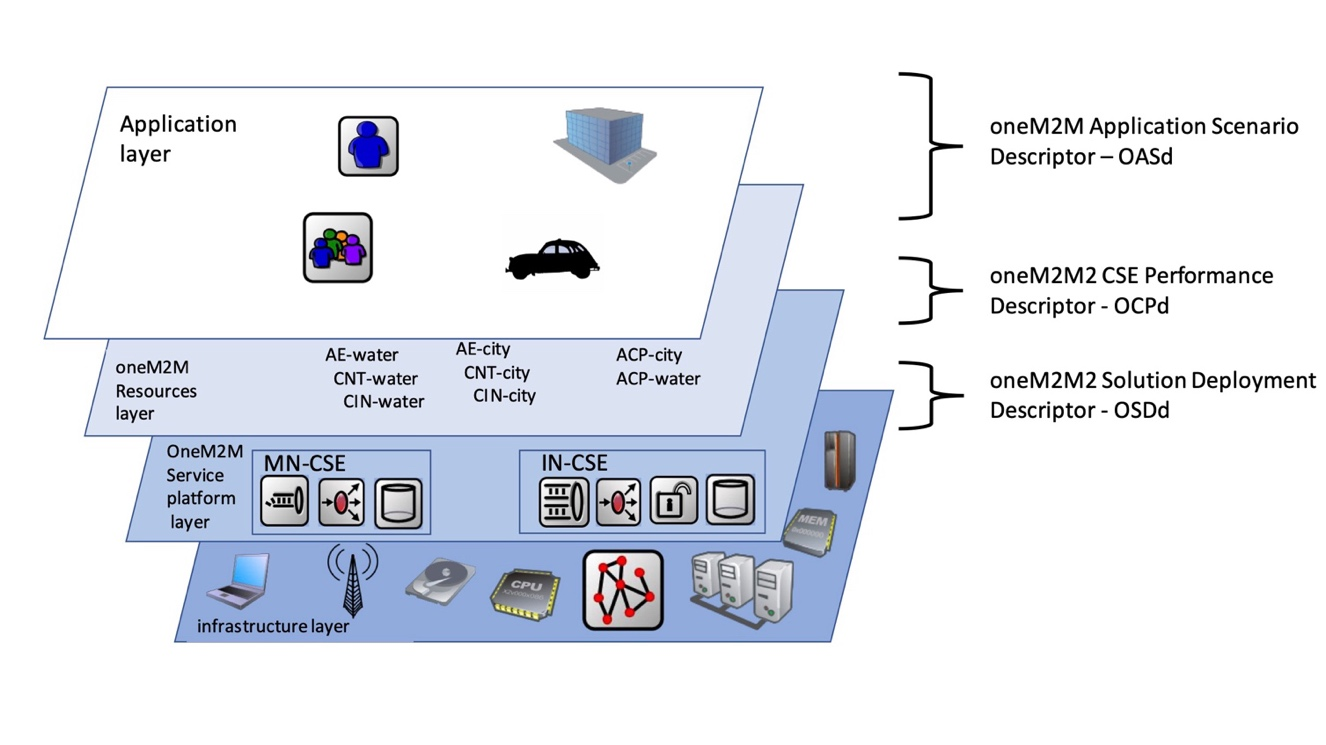 Application
layer
oneM2M Application Scenario
Descriptor – OASd
oneM2M2 CSE Performance
Descriptor - OCPd
oneM2M
Resources
layer
AE-water
CNT-water
CIN-water
AE-city
CNT-city
CIN-city
ACP-city
ACP-water
oneM2M2 Solution Deployment
Descriptor - OSDd
OneM2M
Service
platform
layer
MN-CSE
IN-CSE
MEM
CPU
infrastructure layer